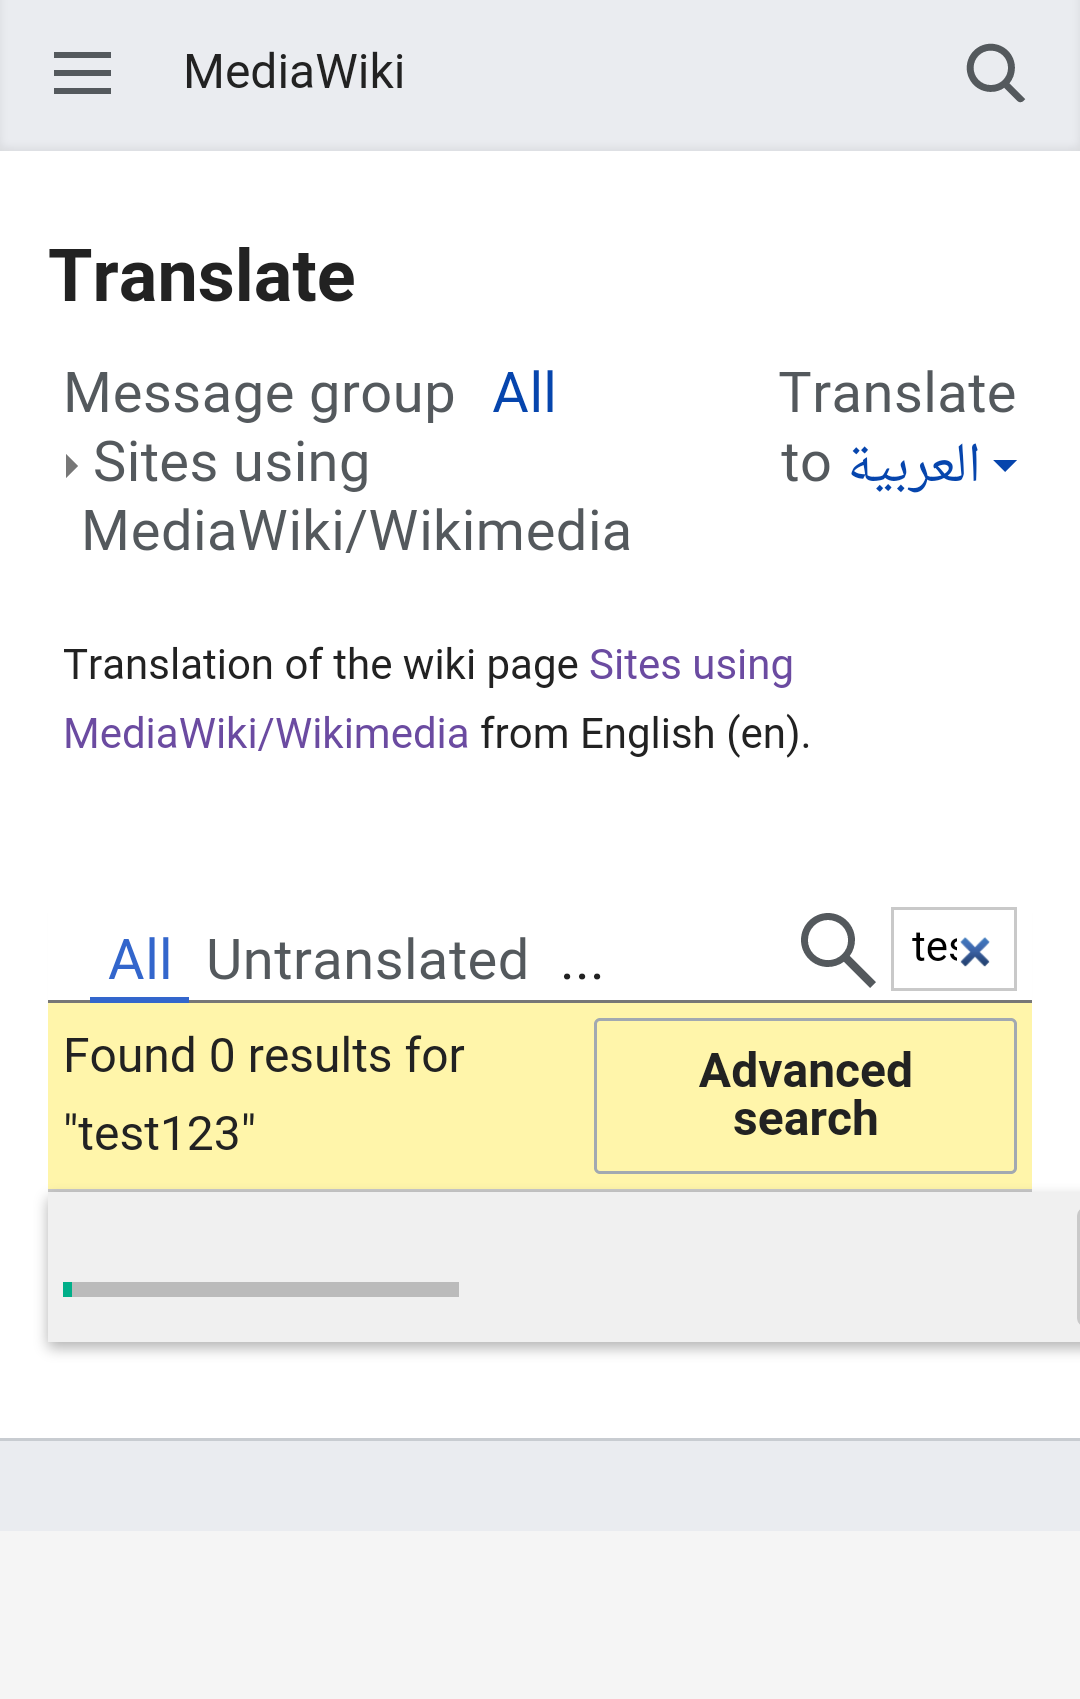 MediaWiki
Translate
Message group All
Sites using
MediaWiki/Wikimedia
Translate
to العربية
Translation of the wiki page Sites using
MediaWiki/Wikimedia from English (en).
All Untranslated ...
tes
Found 0 results for
"test123"
Advanced
search